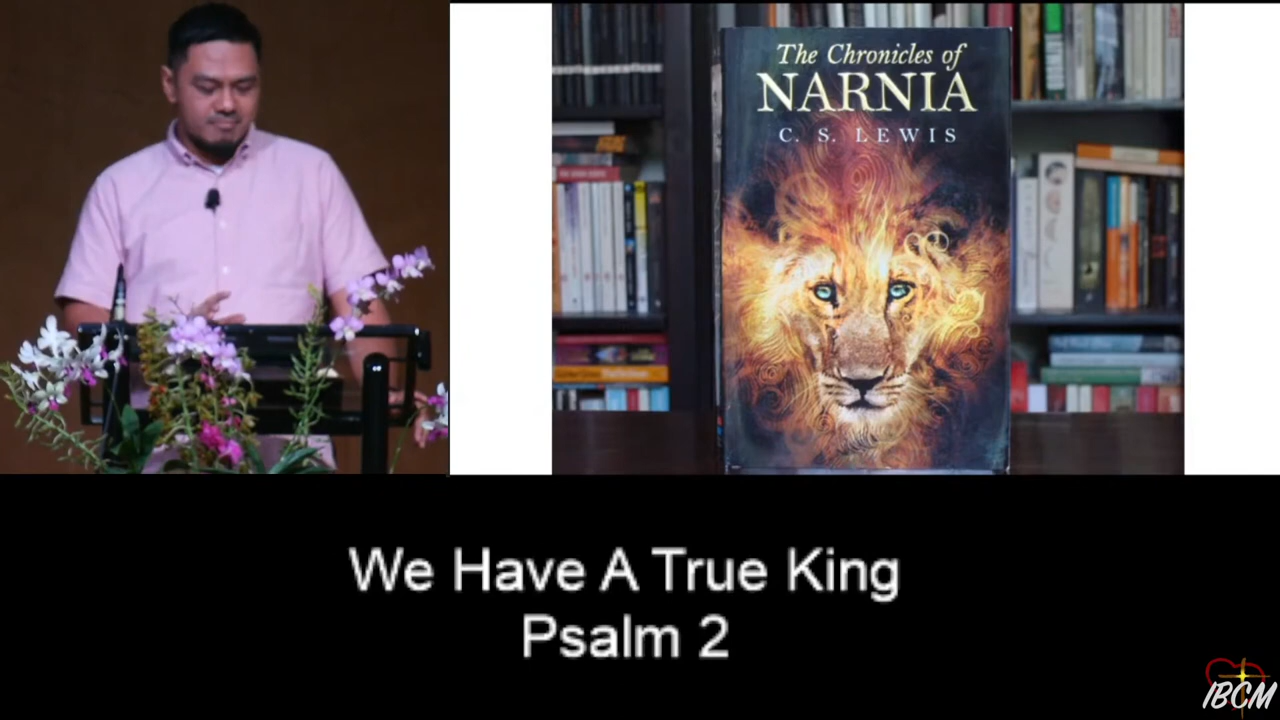 The Chronicles of
NARNIA
C. S. LEWIS
We Have A True King
Psalm 2
IBCM